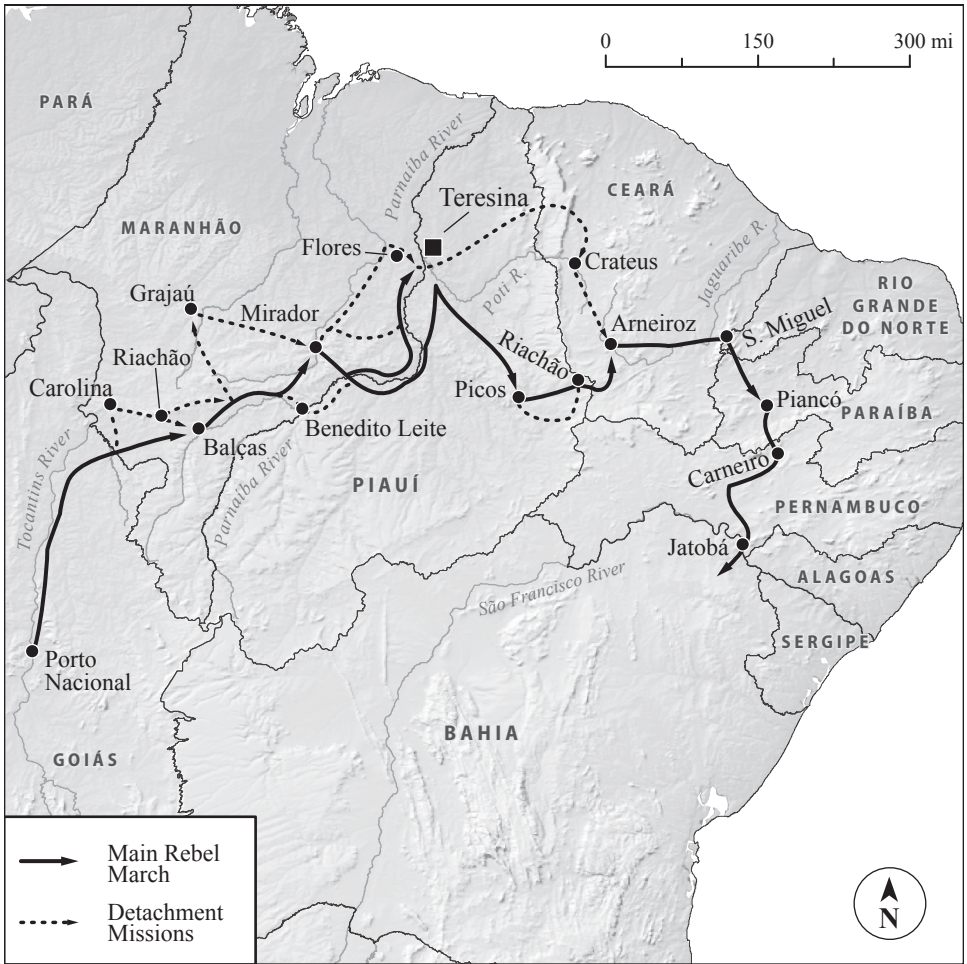 0 150 300 mi
PARÁ
Parnaíba River
Teresina
CEARÁ
MARANHÃO
Flores
Crateus
Jaguaribe R.
Poti R.
RIO
GRANDE
DO NORTE
Grajaú
Mirador
Arneiroz
S. Miguel
Riachão
Riachão
Carolina
Picos
Piancó
PARAÍBA
Balças
Benedito Leite
Carneiro
Tocantins River
Parnaíba River
PIAUÍ
PERNAMBUCO
Jatobá
ALAGOAS
São Francisco River
SERGIPE
Porto
Nacional
BAHIA
GOIÁS
Main Rebel
March
Detachment
Missions
N